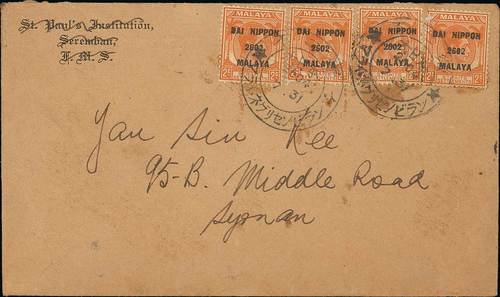 St. Paul's Institution,
Seremban,
F. M. S.
MALAYA MALAYA MALAYA MALAYA
DAI NIPPON DAI NIPPON DAI NIPPON DAI NIPPON
2602 2602 2602 2602
MALAYA MALAYA MALAYA MALAYA
Yan Sin Kee
95-B. Middle Road
Syonan